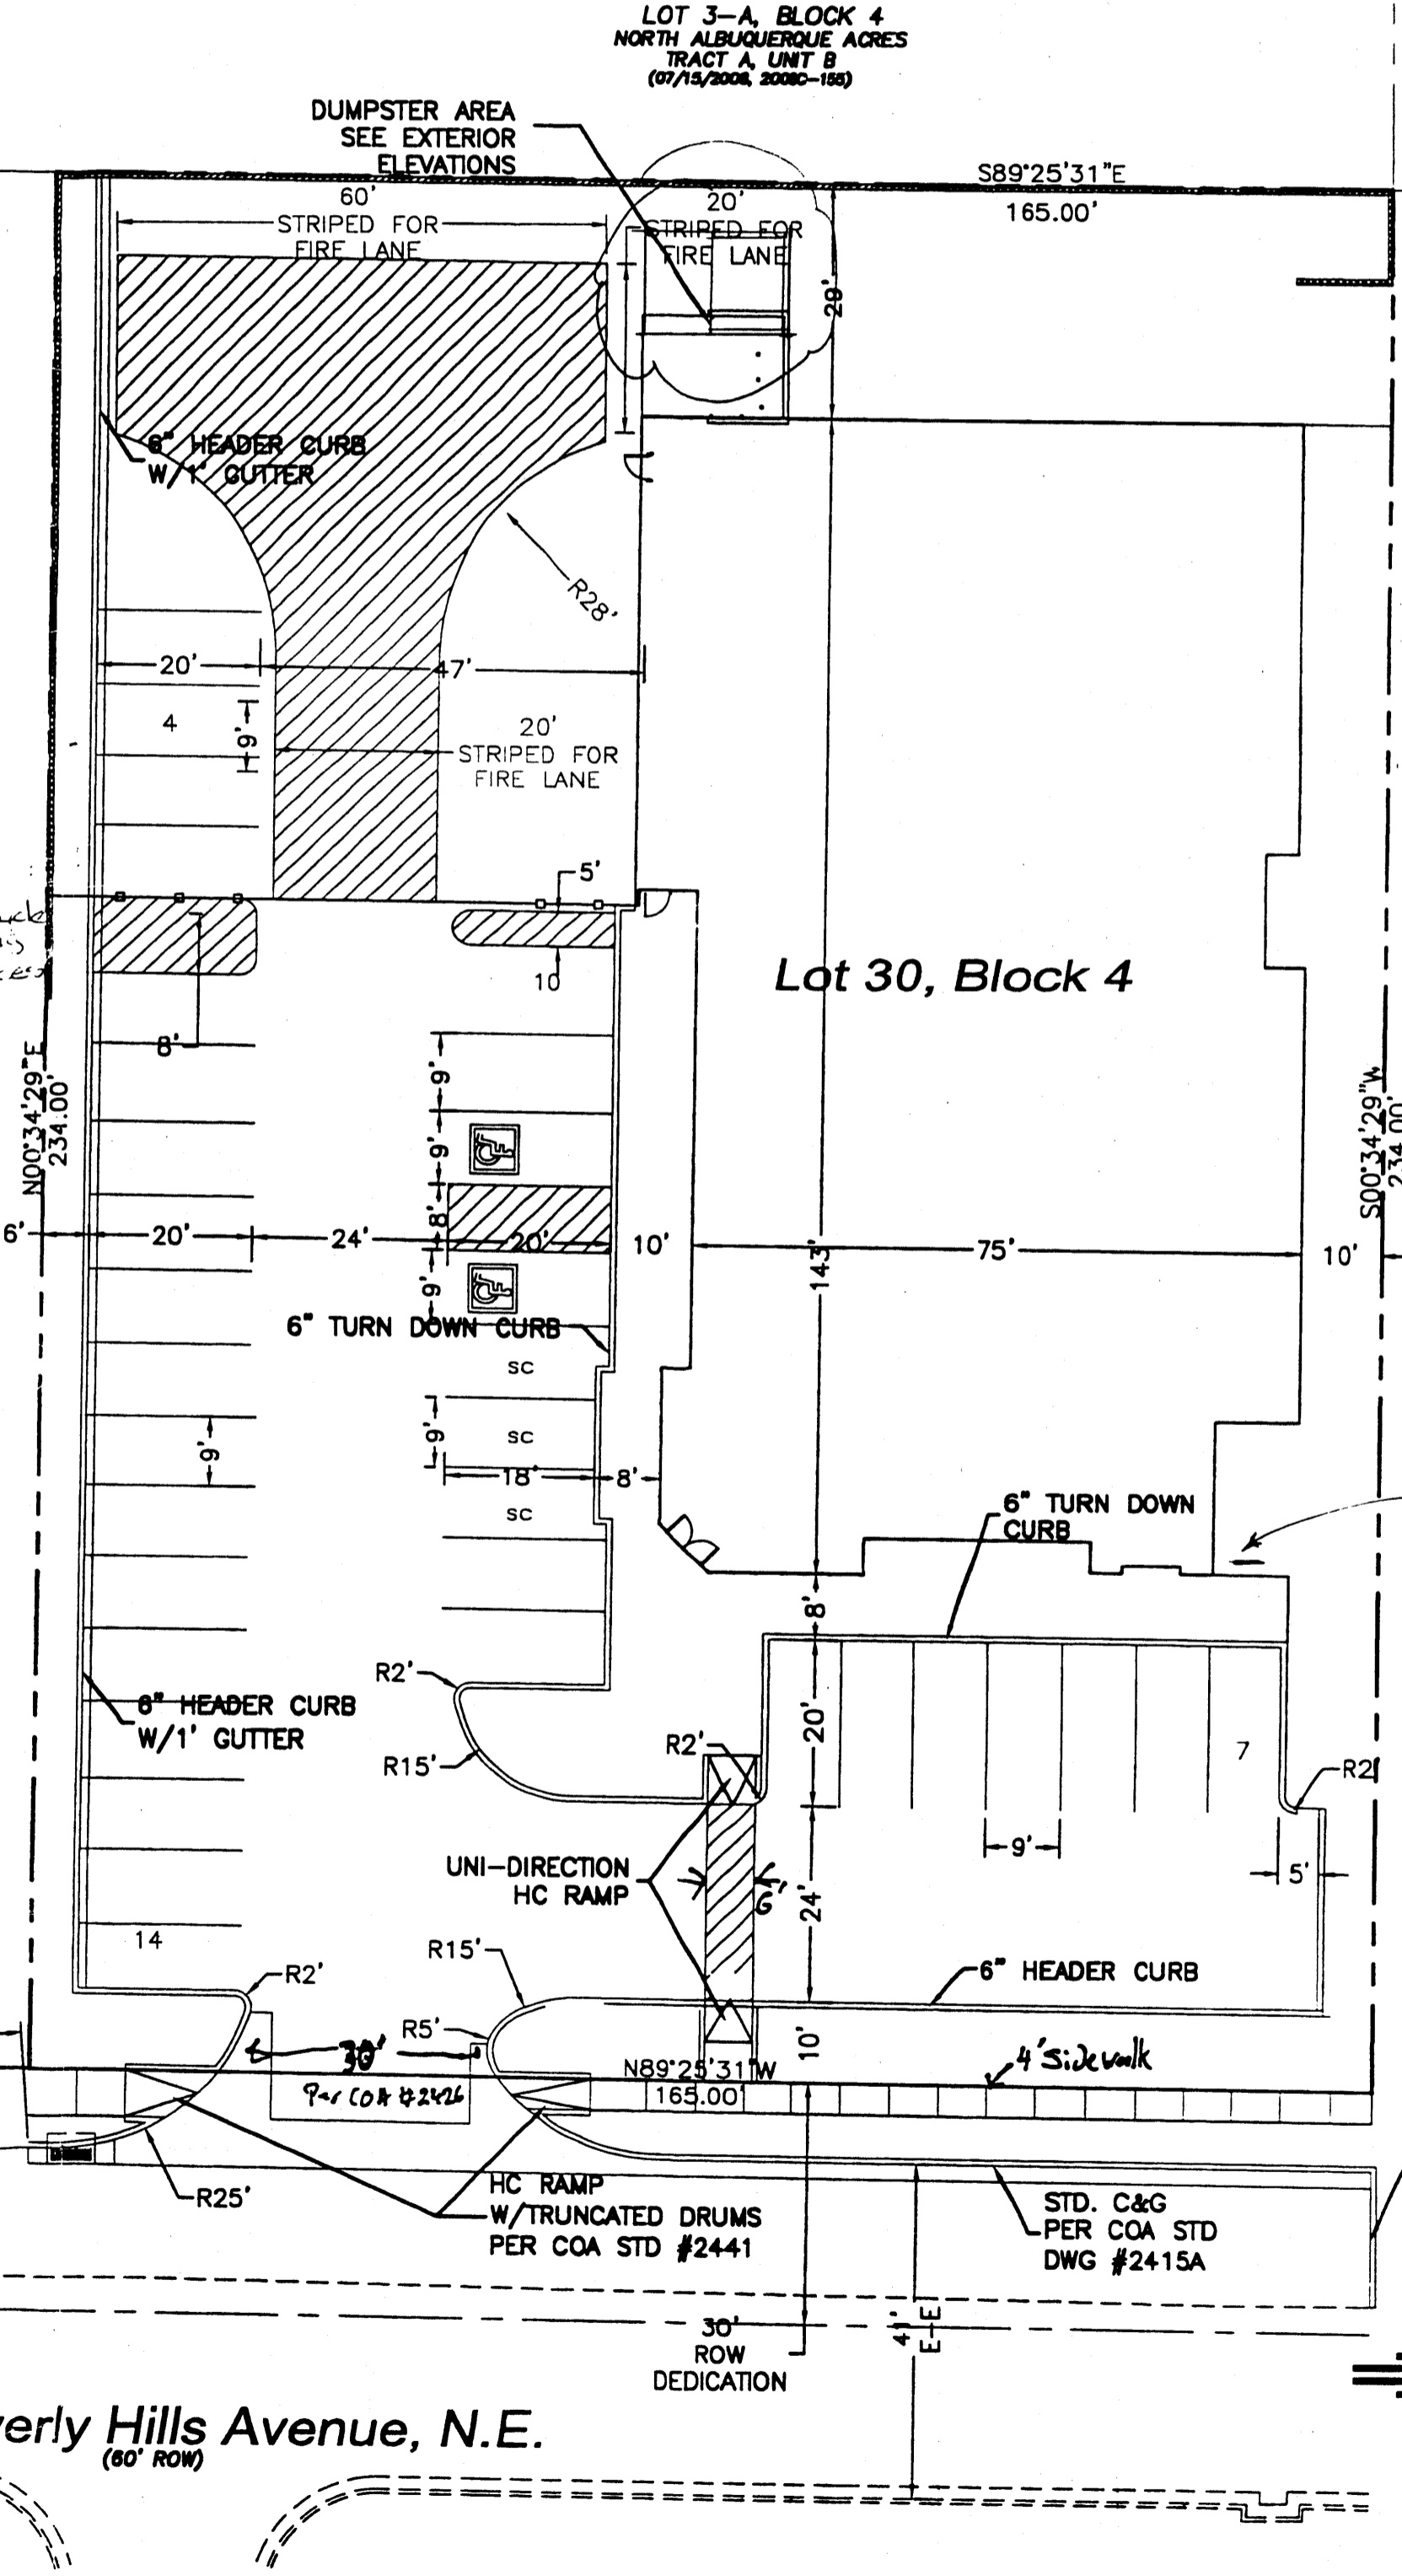 LOT 3-A, BLOCK 4
NORTH ALBUQUERQUE ACRES
TRACT A, UNIT B
(07/15/2008, 2008C-155)
DUMPSTER AREA
SEE EXTERIOR
ELEVATIONS
S89°25'31"E
165.00'
60'
STRIPED FOR
FIRE LANE
20'
STRIPED FOR
FIRE LANE
29'
6" HEADER CURB
W/1' GUTTER
R28'
20'
47'
4
9'
20'
STRIPED FOR
FIRE LANE
5'
10
Lot 30, Block 4
8'
N00°34'29"E
234.00'
S00°34'29"W
234.00'
9'
9'
8'
9'
6'
20'
24'
20'
10'
143'
75'
10'
6" TURN DOWN CURB
SC
9'
SC
9'
18'
8'
SC
6" TURN DOWN
CURB
8'
R2'
6" HEADER CURB
W/1' GUTTER
R15'
R2'
20'
7
R2
9'
5'
UNI-DIRECTION
HC RAMP
6'
24'
14
R2'
R15'
6" HEADER CURB
R5'
10'
30'
N89°25'31"W
165.00'
4' Sidewalk
Per COA #2426
R25'
HC RAMP
W/TRUNCATED DRUMS
PER COA STD #2441
STD. C&G
PER COA STD
DWG #2415A
30'
ROW
DEDICATION
41'
E-E
verly Hills Avenue, N.E.
(60' ROW)